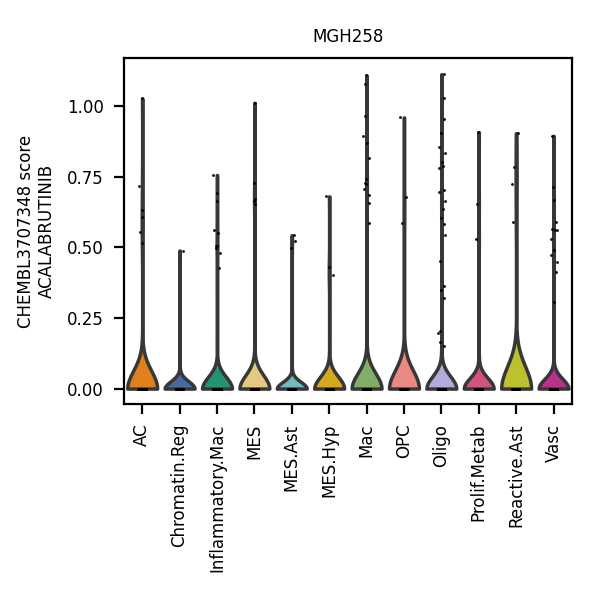 MGH258
CHEMBL3707348 score
ACALABRUTINIB
1.00
0.75
0.50
0.25
0.00
AC
Chromatin.Reg
Inflammatory.Mac
MES
MES.Ast
MES.Hyp
Mac
OPC
Oligo
Prolif.Metab
Reactive.Ast
Vasc